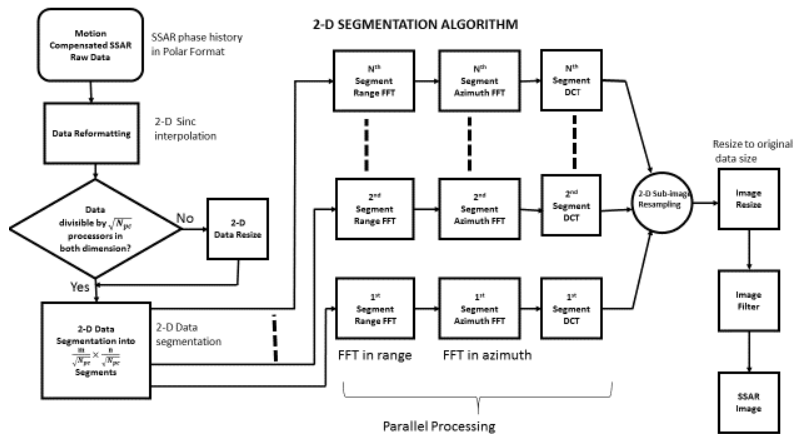 2-D SEGMENTATION ALGORITHM
Motion
Compensated SSAR
Raw Data
SSAR phase history
in Polar Format
Data Reformatting
2-D Sinc
interpolation
Data
divisible by √Npc
processors in
both dimension?
No
2-D
Data Resize
Yes
2-D Data
Segmentation into
m/√Npc × n/√Npc
Segments
2-D Data
segmentation
Nth
Segment
Range FFT
Nth
Segment
Azimuth FFT
Nth
Segment
DCT
2nd
Segment
Range FFT
2nd
Segment
Azimuth FFT
2nd
Segment
DCT
1st
Segment
Range FFT
1st
Segment
Azimuth FFT
1st
Segment
DCT
FFT in range
FFT in azimuth
Parallel Processing
2-D Sub-image
Resampling
Resize to original
data size
Image
Resize
Image
Filter
SSAR
Image